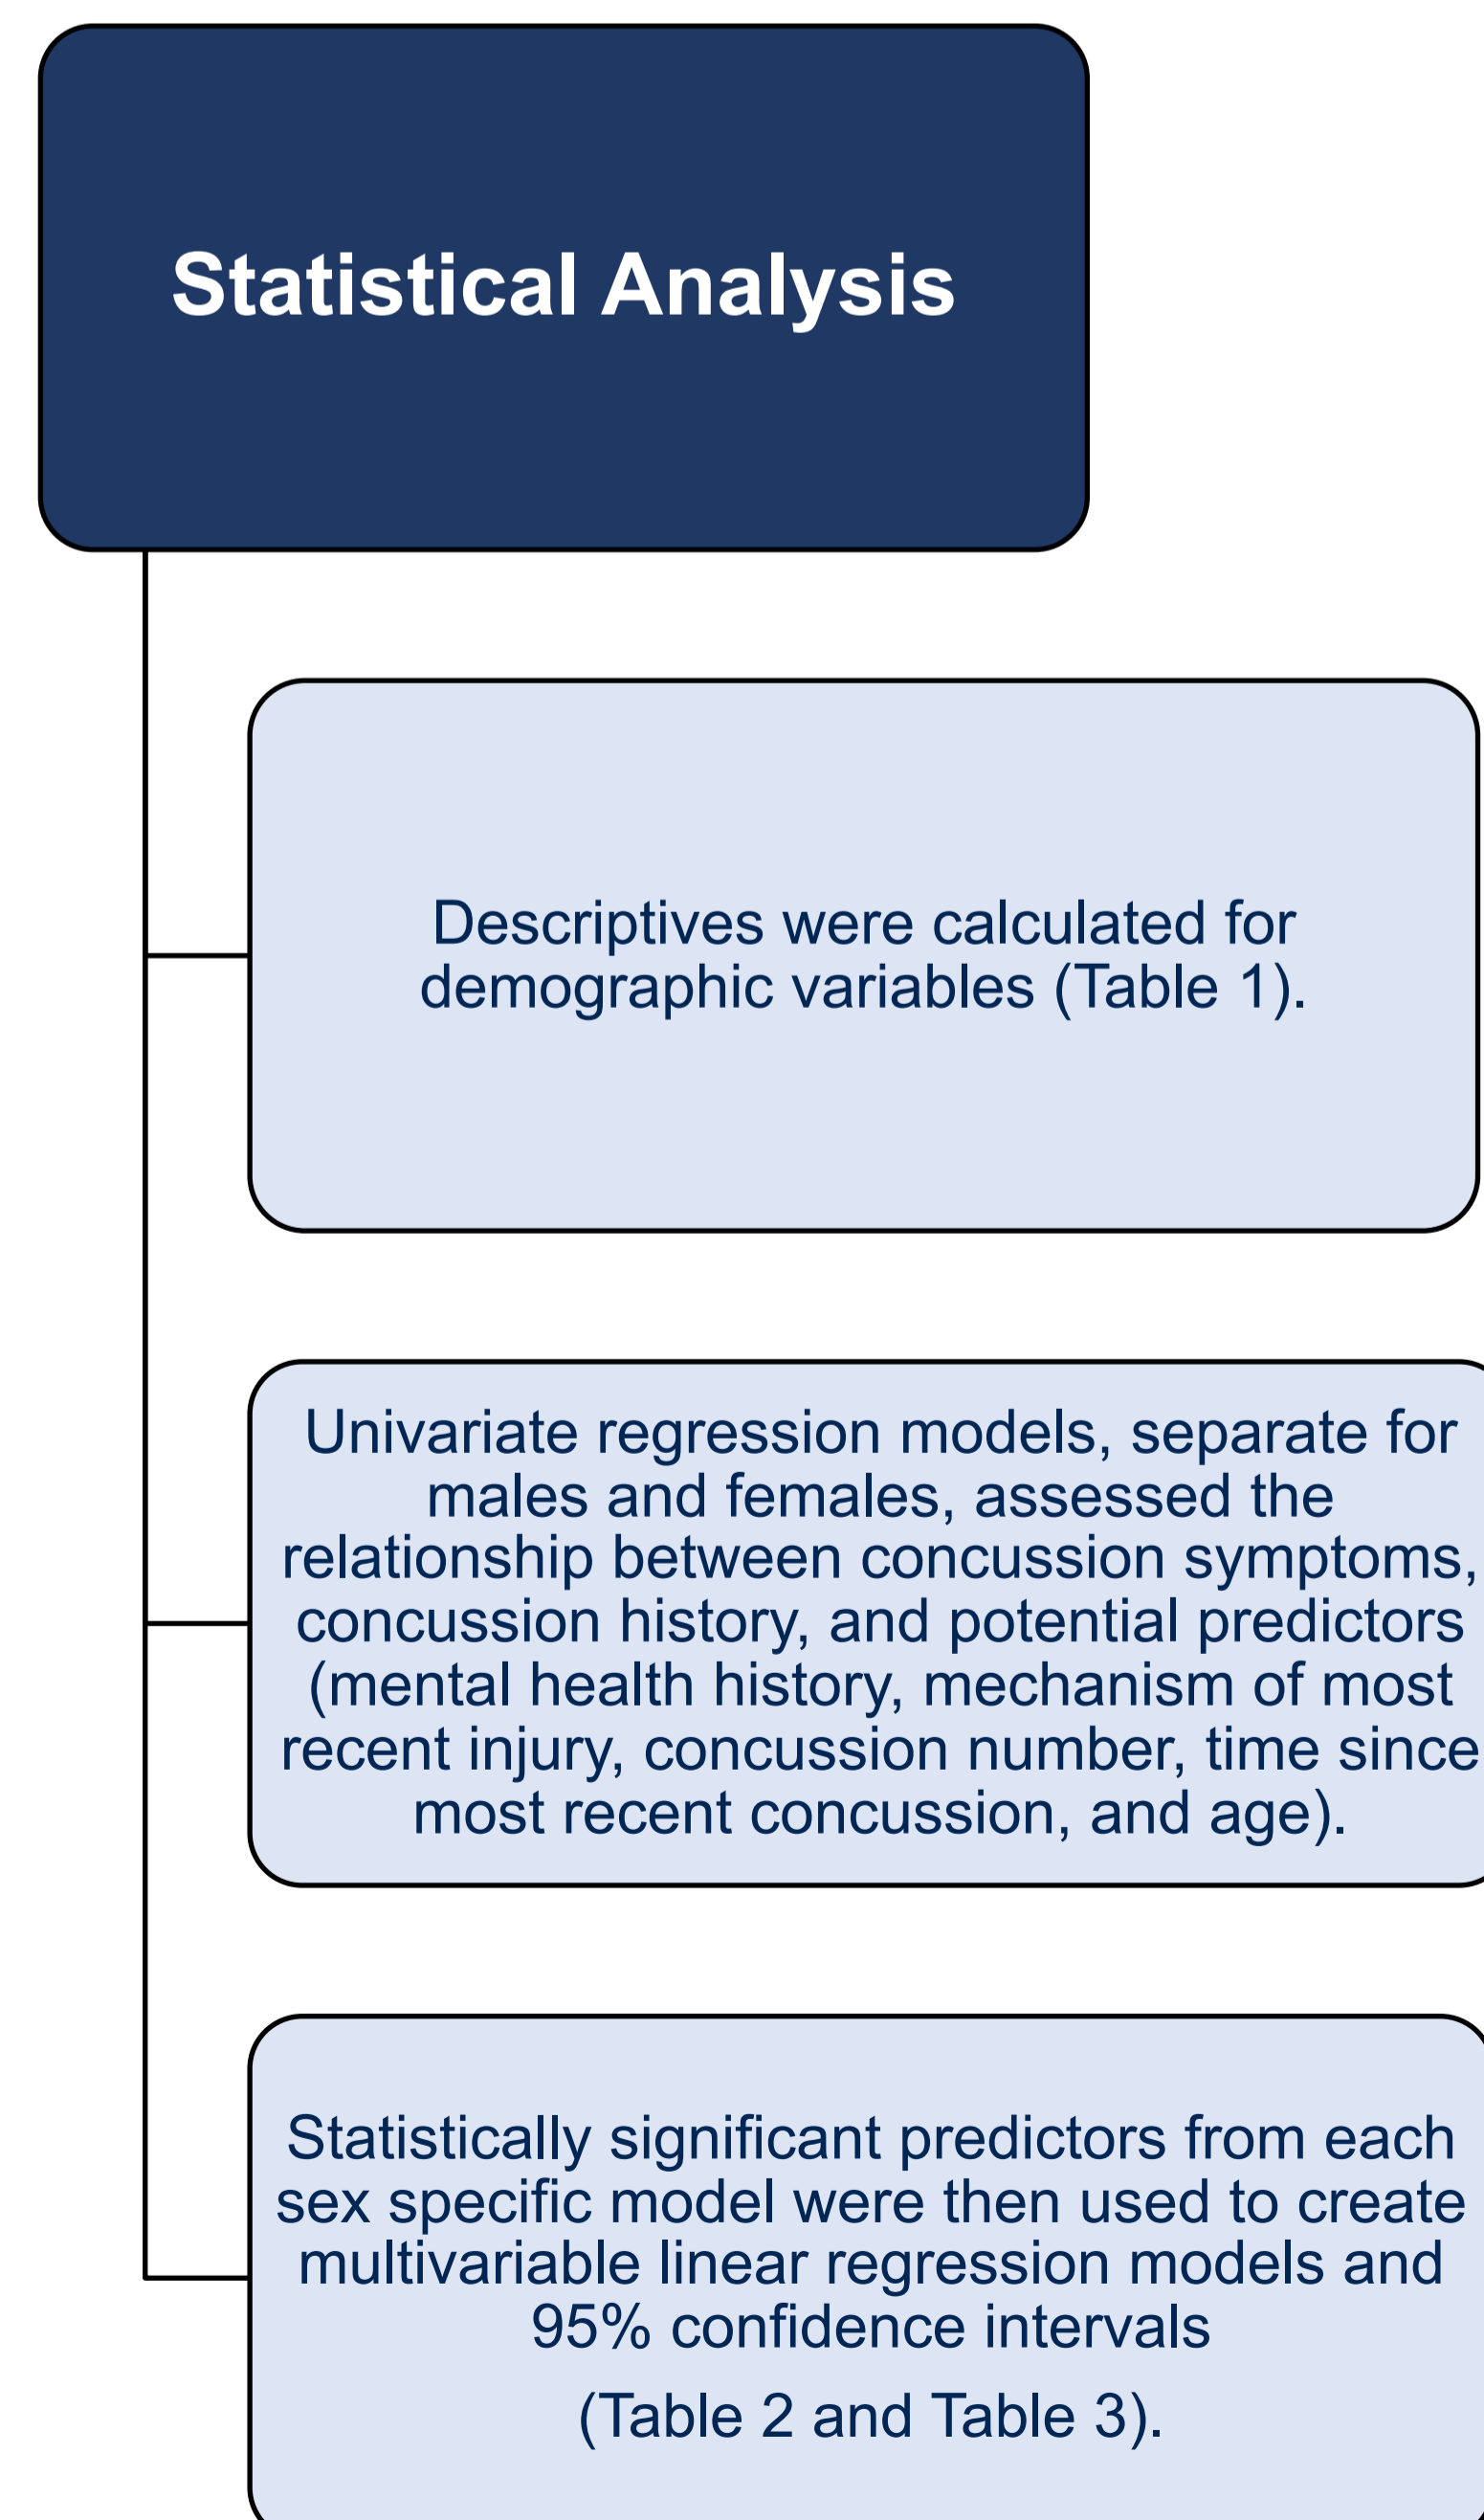 Statistical Analysis
Descriptives were calculated for
demographic variables (Table 1).
Univariate regression models, separate for
males and females, assessed the
relationship between concussion symptoms,
concussion history, and potential predictors
(mental health history, mechanism of most
recent injury, concussion number, time since
most recent concussion, and age).
Statistically significant predictors from each
sex specific model were then used to create
multivariable linear regression models and
95% confidence intervals
(Table 2 and Table 3).